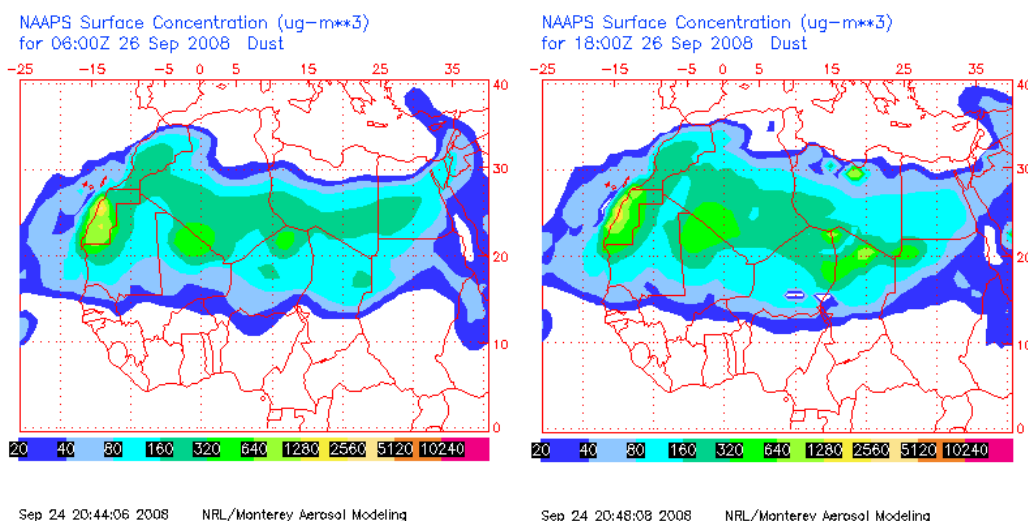 NAAPS Surface Concentration (ug-m**3)
for 06:00Z 26 Sep 2008 Dust
-25 -15 -5 0 5 15 25 35
40
30
20
10
0
20 40 80 160 320 640 1280 2560 5120 10240
Sep 24 20:44:06 2008 NRL/Monterey Aerosol Modeling
NAAPS Surface Concentration (ug-m**3)
for 18:00Z 26 Sep 2008 Dust
-25 -15 -5 0 5 15 25 35
40
30
20
10
0
20 40 80 160 320 640 1280 2560 5120 10240
Sep 24 20:48:08 2008 NRL/Monterey Aerosol Modeling